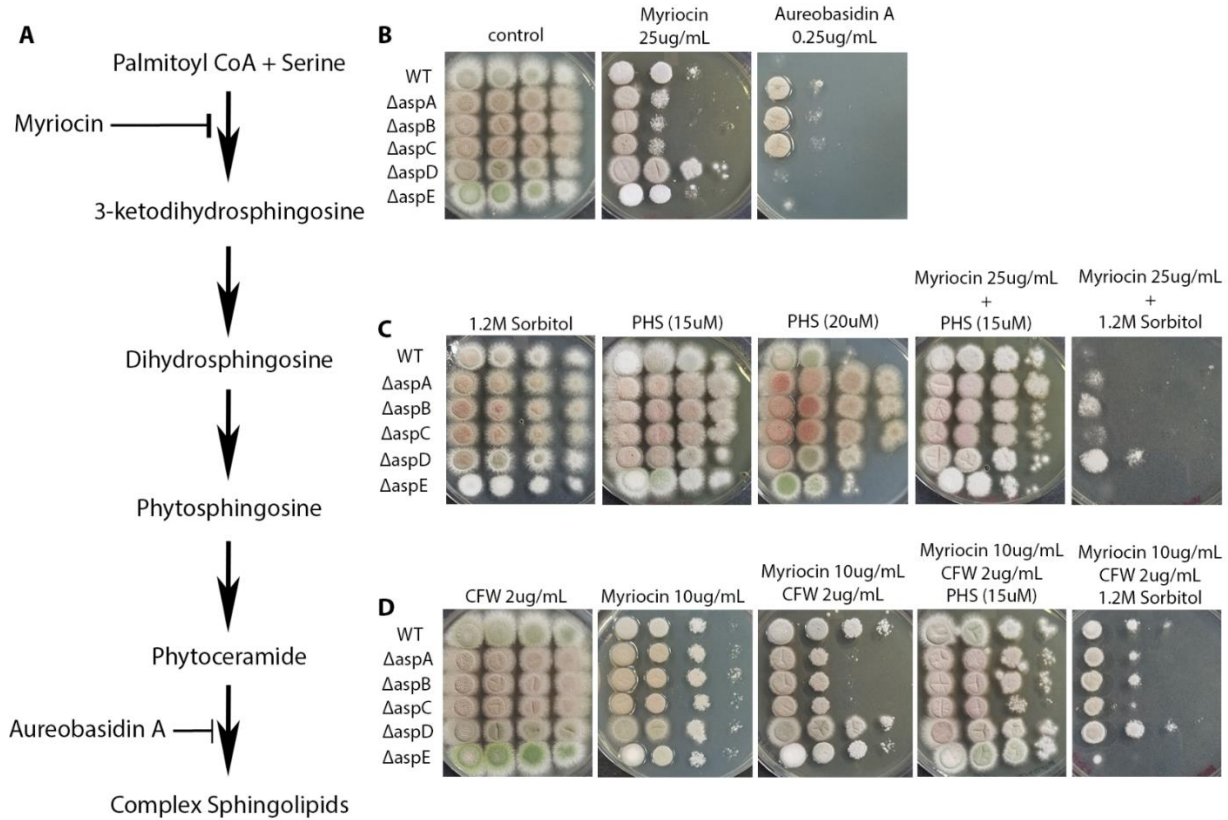 A
Palmitoyl CoA + Serine
Myriocin
3-ketodihydrosphingosine
Dihydrosphingosine
Phytosphingosine
Phytoceramide
Aureobasidin A
Complex Sphingolipids
B
control
Myriocin
25ug/mL
Aureobasidin A
0.25ug/mL
WT
ΔaspA
ΔaspB
ΔaspC
ΔaspD
ΔaspE
C
1.2M Sorbitol
PHS (15uM)
PHS (20uM)
Myriocin 25ug/mL
+
PHS (15uM)
Myriocin 25ug/mL
+
1.2M Sorbitol
WT
ΔaspA
ΔaspB
ΔaspC
ΔaspD
ΔaspE
D
CFW 2ug/mL
Myriocin 10ug/mL
Myriocin 10ug/mL
CFW 2ug/mL
Myriocin 10ug/mL
CFW 2ug/mL
PHS (15uM)
Myriocin 10ug/mL
CFW 2ug/mL
1.2M Sorbitol
WT
ΔaspA
ΔaspB
ΔaspC
ΔaspD
ΔaspE